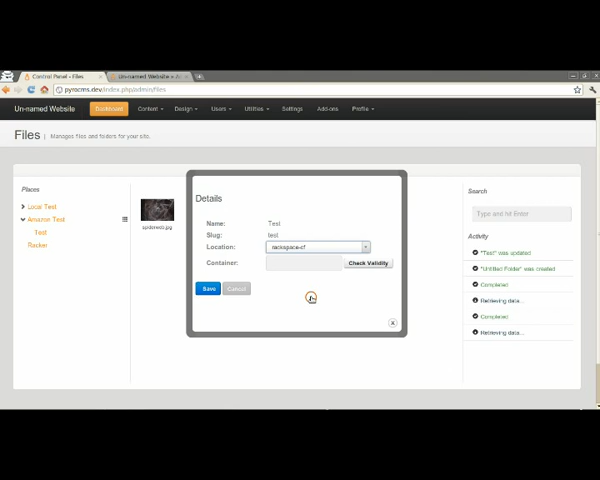 Control Panel - Files
Un-named Website
pyrocms.dev/index.php/admin/files
Un-named Website
Dashboard
Content
Design
Users
Utilities
Settings
Add-ons
Profile
Files | Manages files and folders for your site.
Places
Local Test
Amazon Test
Test
Racker
spiderweb.jpg
Details
Name: Test
Slug: test
Location: rackspace-cf
Container: Check Validity
Save Cancel
x
Search
Type and hit Enter
Activity
"Test" was updated
"Untitled Folder" was created
Completed
Retrieving data...
Completed
Retrieving data...